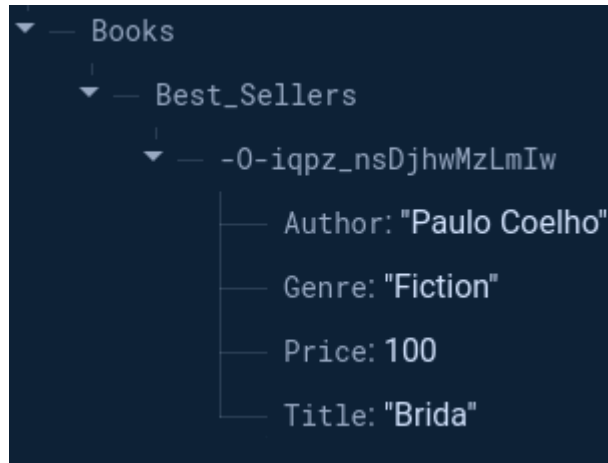 Books
Best_Sellers
-O-iqpz_nsDjhwMzLmIw
Author: "Paulo Coelho"
Genre: "Fiction"
Price: 100
Title: "Brida"